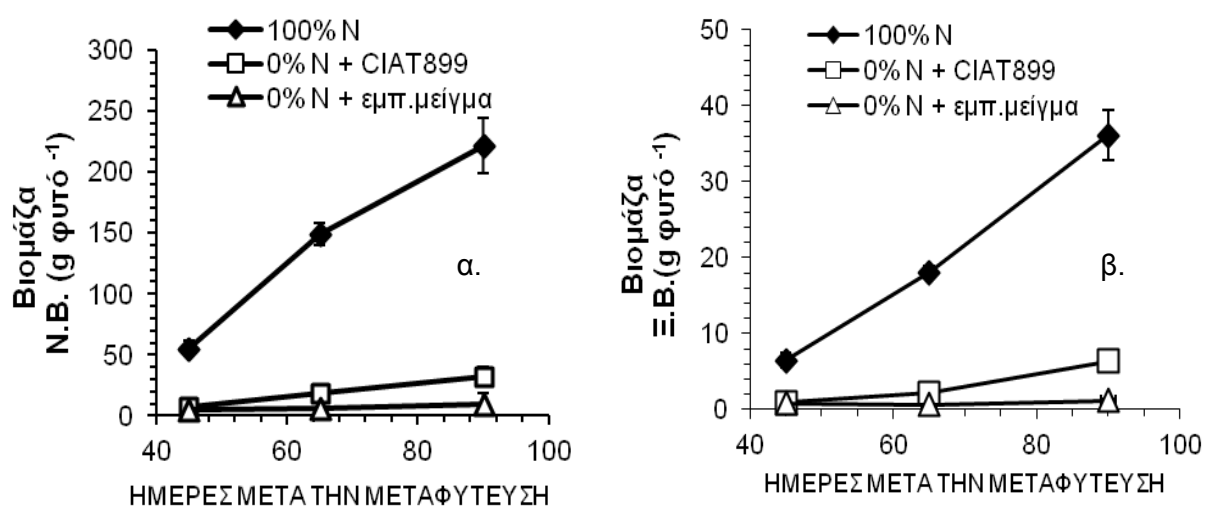 100% N
0% N + CIAT899
0% N + εμπ.μείγμα
300
250
200
150
100
50
0
Βιομάζα
Ν.Β. (g φυτό -1)
α.
40
60
80
100
ΗΜΕΡΕΣ ΜΕΤΑ ΤΗΝ ΜΕΤΑΦΥΤΕΥΣΗ
100% N
0% N + CIAT899
0% N + εμπ.μείγμα
50
40
30
20
10
0
Βιομάζα
Ξ.Β.(g φυτό -1)
β.
40
60
80
100
ΗΜΕΡΕΣ ΜΕΤΑ ΤΗΝ ΜΕΤΑΦΥΤΕΥΣΗ